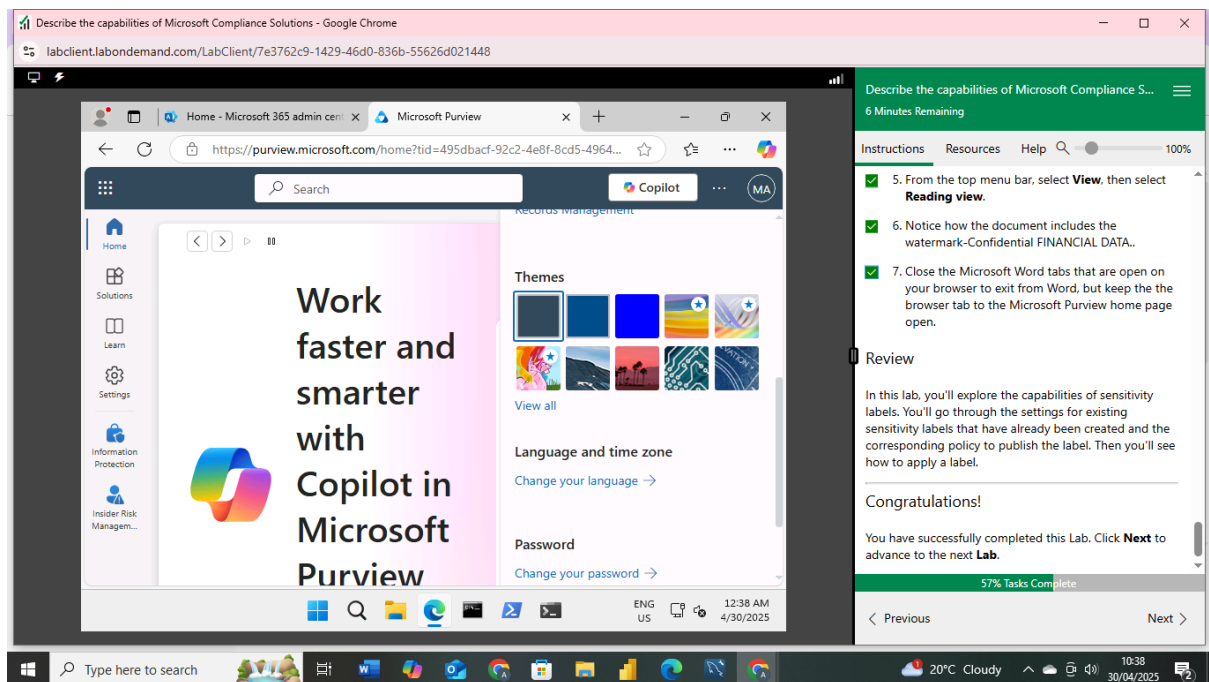 Describe the capabilities of Microsoft Compliance Solutions - Google Chrome
labclient.labondemand.com/LabClient/7e3762c9-1429-46d0-836b-55626d021448
Home - Microsoft 365 admin cent
Microsoft Purview
https://purview.microsoft.com/home?tid=495dbacf-92c2-4e8f-8cd5-4964...
Search
Copilot
MA
Home
Solutions
Learn
Settings
Information
Protection
Insider Risk
Managem...
Work
faster and
smarter
with
Copilot in
Microsoft
Purview
Records Management
Themes
View all
Language and time zone
Change your language →
Password
Change your password →
ENG
US
12:38 AM
4/30/2025
Describe the capabilities of Microsoft Compliance S...
6 Minutes Remaining
Instructions Resources Help 100%
5. From the top menu bar, select View, then select
Reading view.
6. Notice how the document includes the
watermark-Confidential FINANCIAL DATA..
7. Close the Microsoft Word tabs that are open on
your browser to exit from Word, but keep the the
browser tab to the Microsoft Purview home page
open.
Review
In this lab, you'll explore the capabilities of sensitivity
labels. You'll go through the settings for existing
sensitivity labels that have already been created and the
corresponding policy to publish the label. Then you'll see
how to apply a label.
Congratulations!
You have successfully completed this Lab. Click Next to
advance to the next Lab.
57% Tasks Complete
< Previous
Next >
Type here to search
20°C Cloudy
10:38
30/04/2025
2